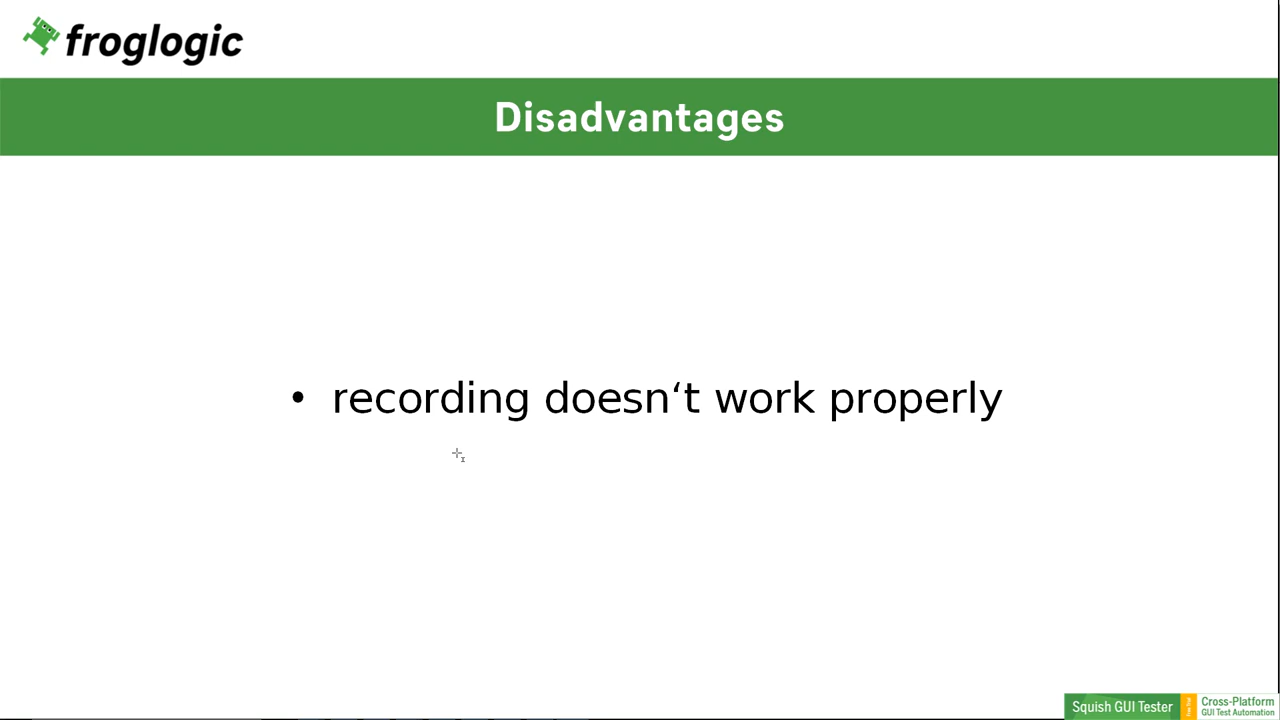 froglogic
Disadvantages
• recording doesn‘t work properly
Squish GUI Tester
Cross-Platform
GUI Test Automation